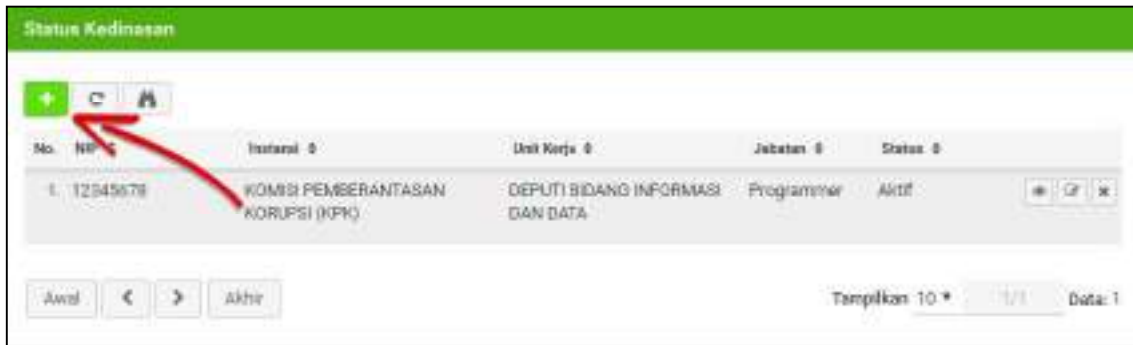 Status Kedinasan
No. NIP Instansi Unit Kerja Jabatan Status
1. 12345678 KOMISI PEMBERANTASAN DEPUTI BIDANG INFORMASI Programmer Aktif
KORUPSI (KPK) DAN DATA
Awal Akhir Tampilkan 10 1/1 Data: 1